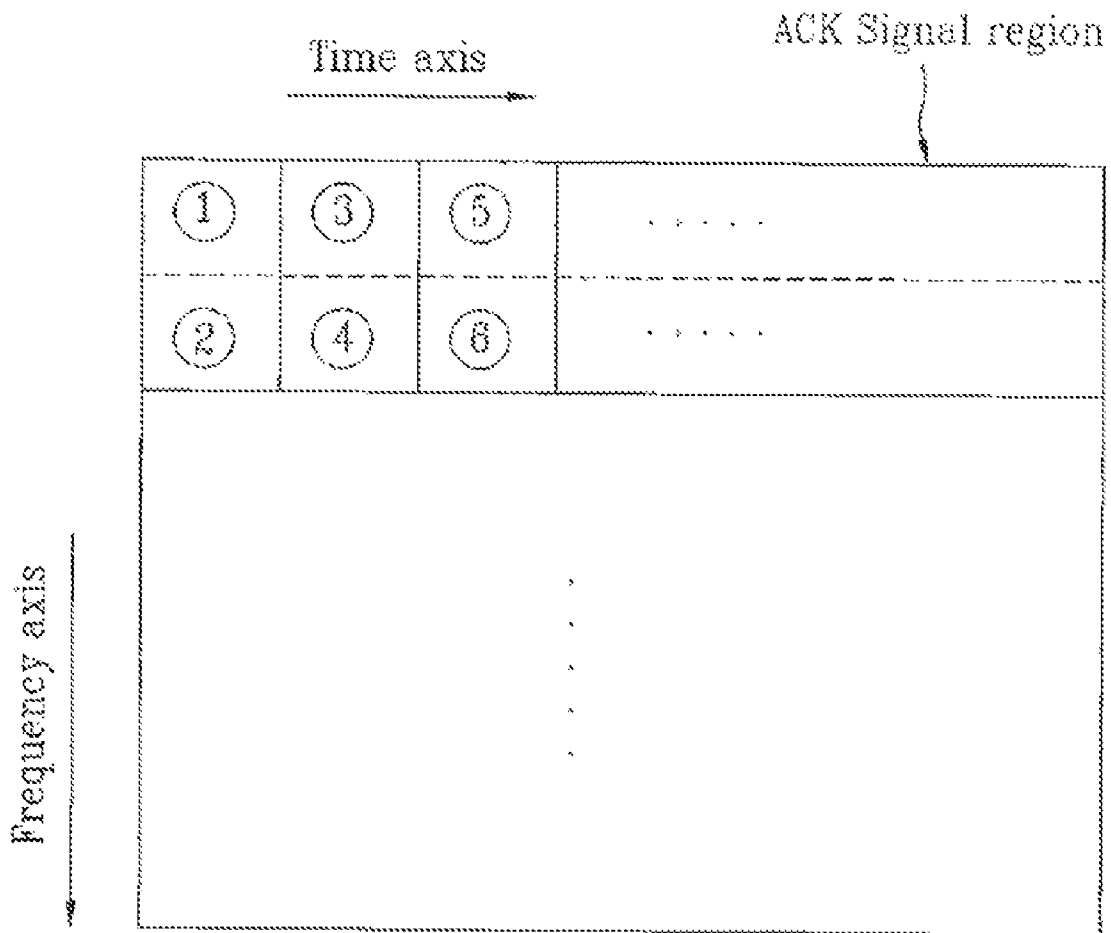 ACK Signal region
Time axis
① ③ ⑤ . . . . .
② ④ ⑥ . . . . .
Frequency axis